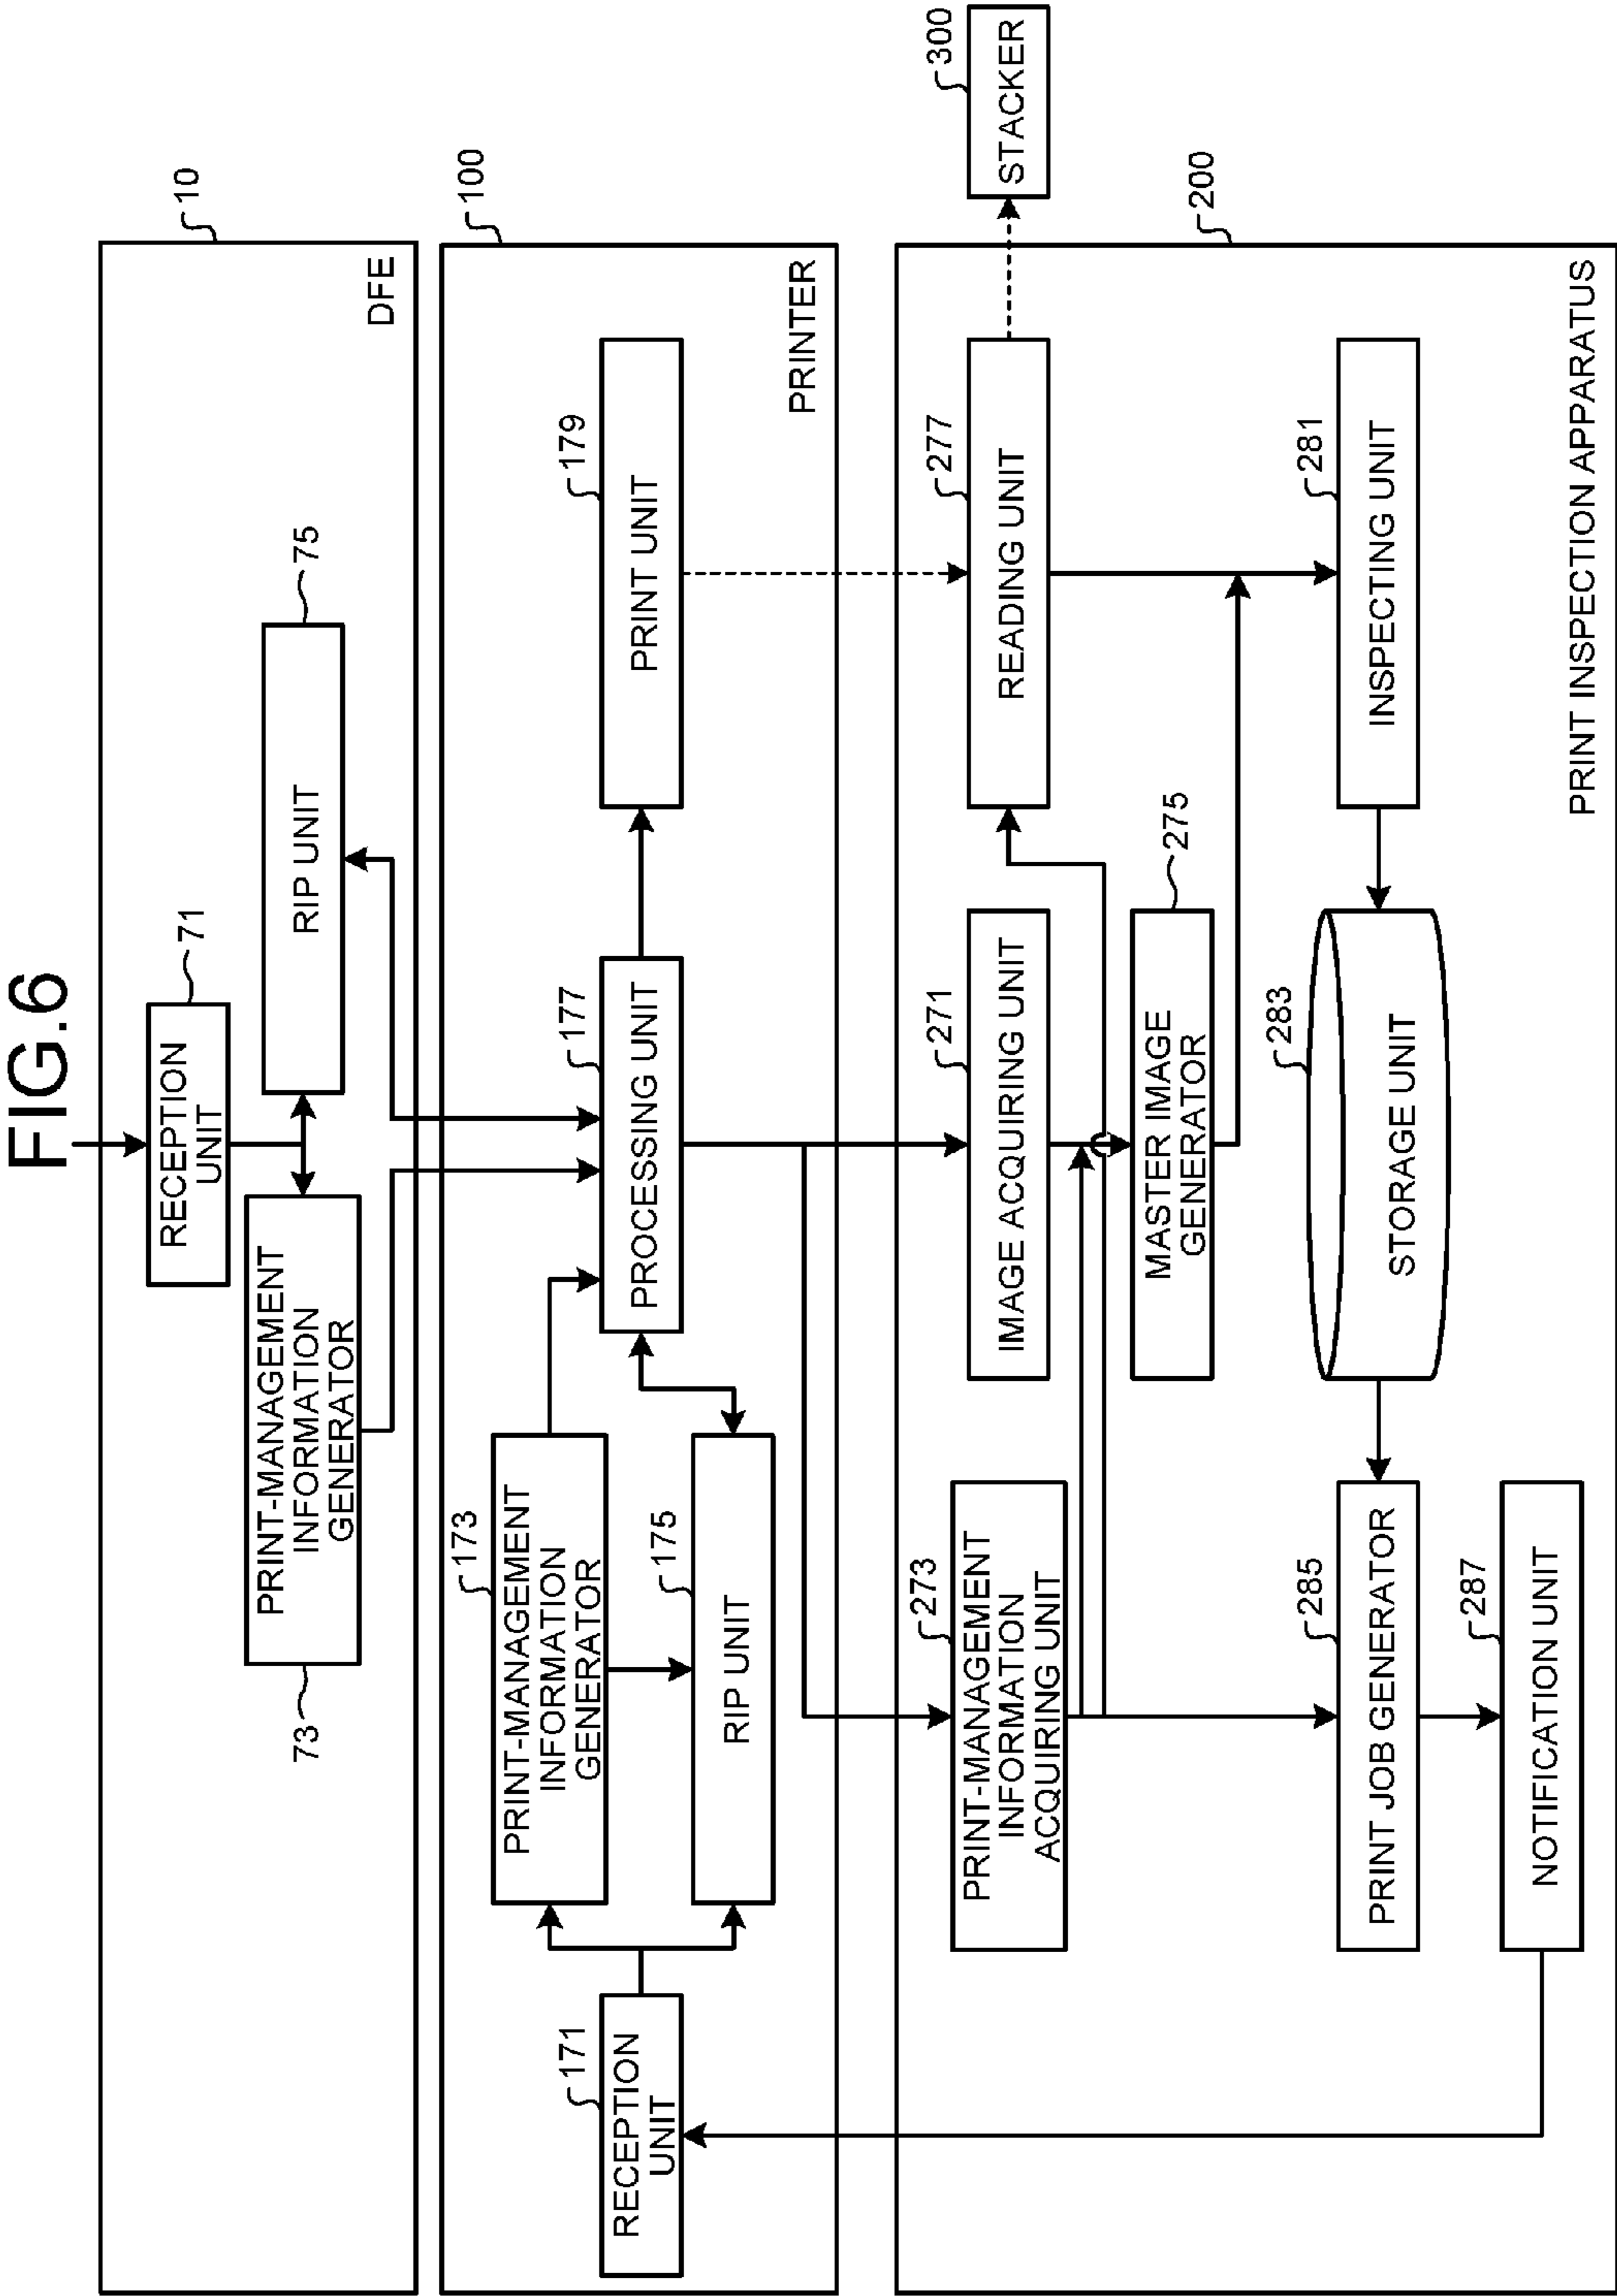 FIG.6
10
DFE
RECEPTION
UNIT
71
PRINT-MANAGEMENT
INFORMATION
GENERATOR
73
RIP UNIT
75
100
PRINTER
RECEPTION
UNIT
171
PRINT-MANAGEMENT
INFORMATION
GENERATOR
173
RIP UNIT
175
PROCESSING UNIT
177
PRINT UNIT
179
200
PRINT INSPECTION APPARATUS
PRINT-MANAGEMENT
INFORMATION
ACQUIRING UNIT
273
IMAGE ACQUIRING UNIT
271
READING UNIT
277
STACKER
300
MASTER IMAGE
GENERATOR
275
PRINT JOB GENERATOR
285
STORAGE UNIT
283
INSPECTING UNIT
281
NOTIFICATION UNIT
287